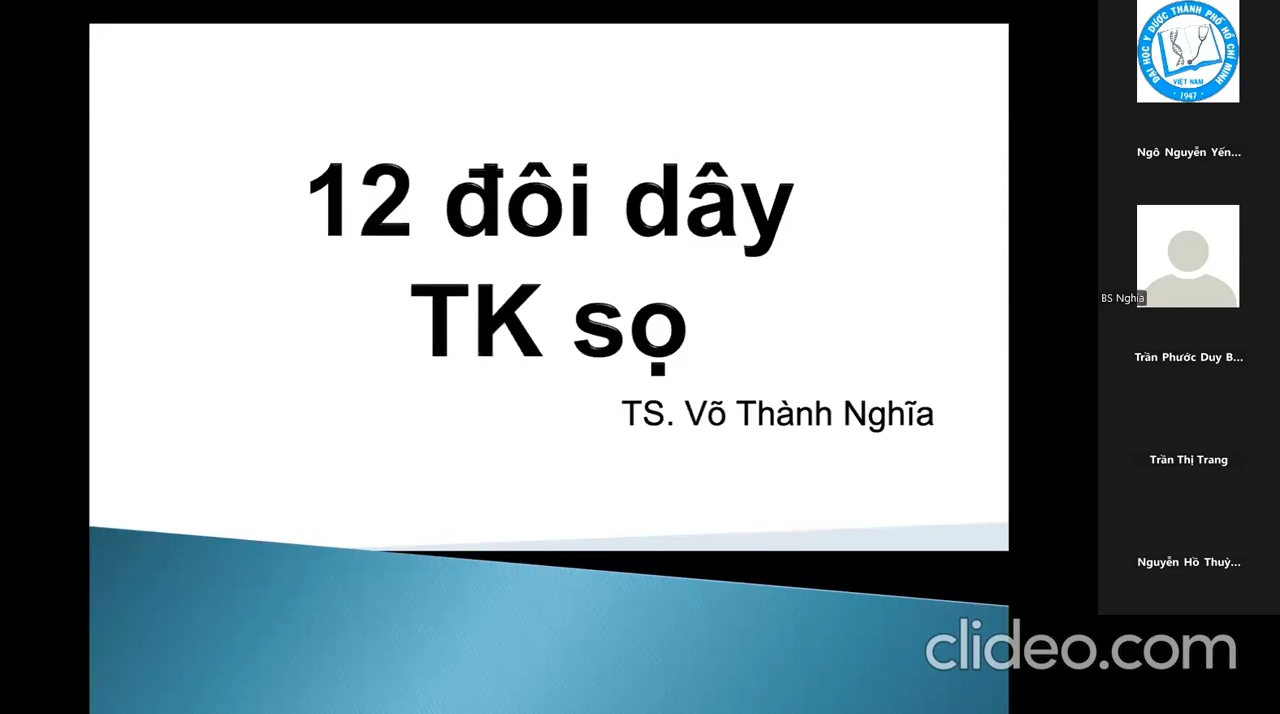 12 đôi dây
TK sọ
TS. Võ Thành Nghĩa
ĐẠI HỌC Y DƯỢC THÀNH PHỐ HỒ CHÍ MINH
VIỆT NAM
· 1947 ·
Ngô Nguyễn Yến...
BS Nghĩa
Trần Phước Duy B...
Trần Thị Trang
Nguyễn Hồ Thuỳ...
clideo.com